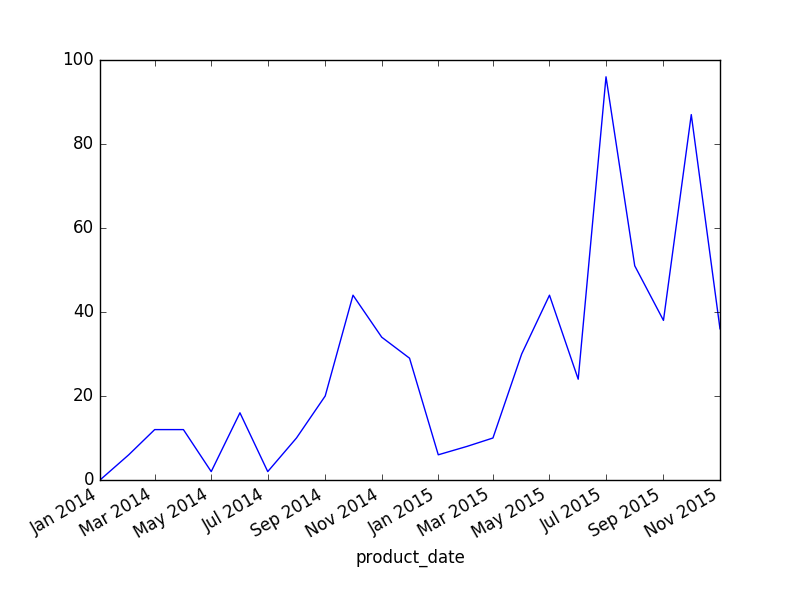 100
80
60
40
20
0
Jan 2014
Mar 2014
May 2014
Jul 2014
Sep 2014
Nov 2014
Jan 2015
Mar 2015
May 2015
Jul 2015
Sep 2015
Nov 2015
product_date